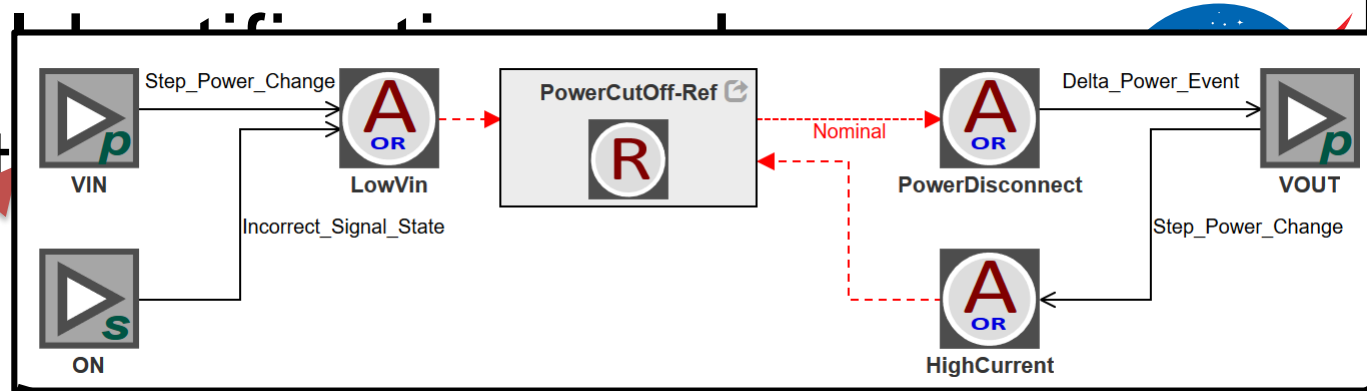 Step_Power_Change
Delta_Power_Event
A
OR
PowerCutOff-Ref
R
Nominal
A
OR
p
VIN
LowVin
PowerDisconnect
p
VOUT
Incorrect_Signal_State
Step_Power_Change
s
ON
A
OR
HighCurrent